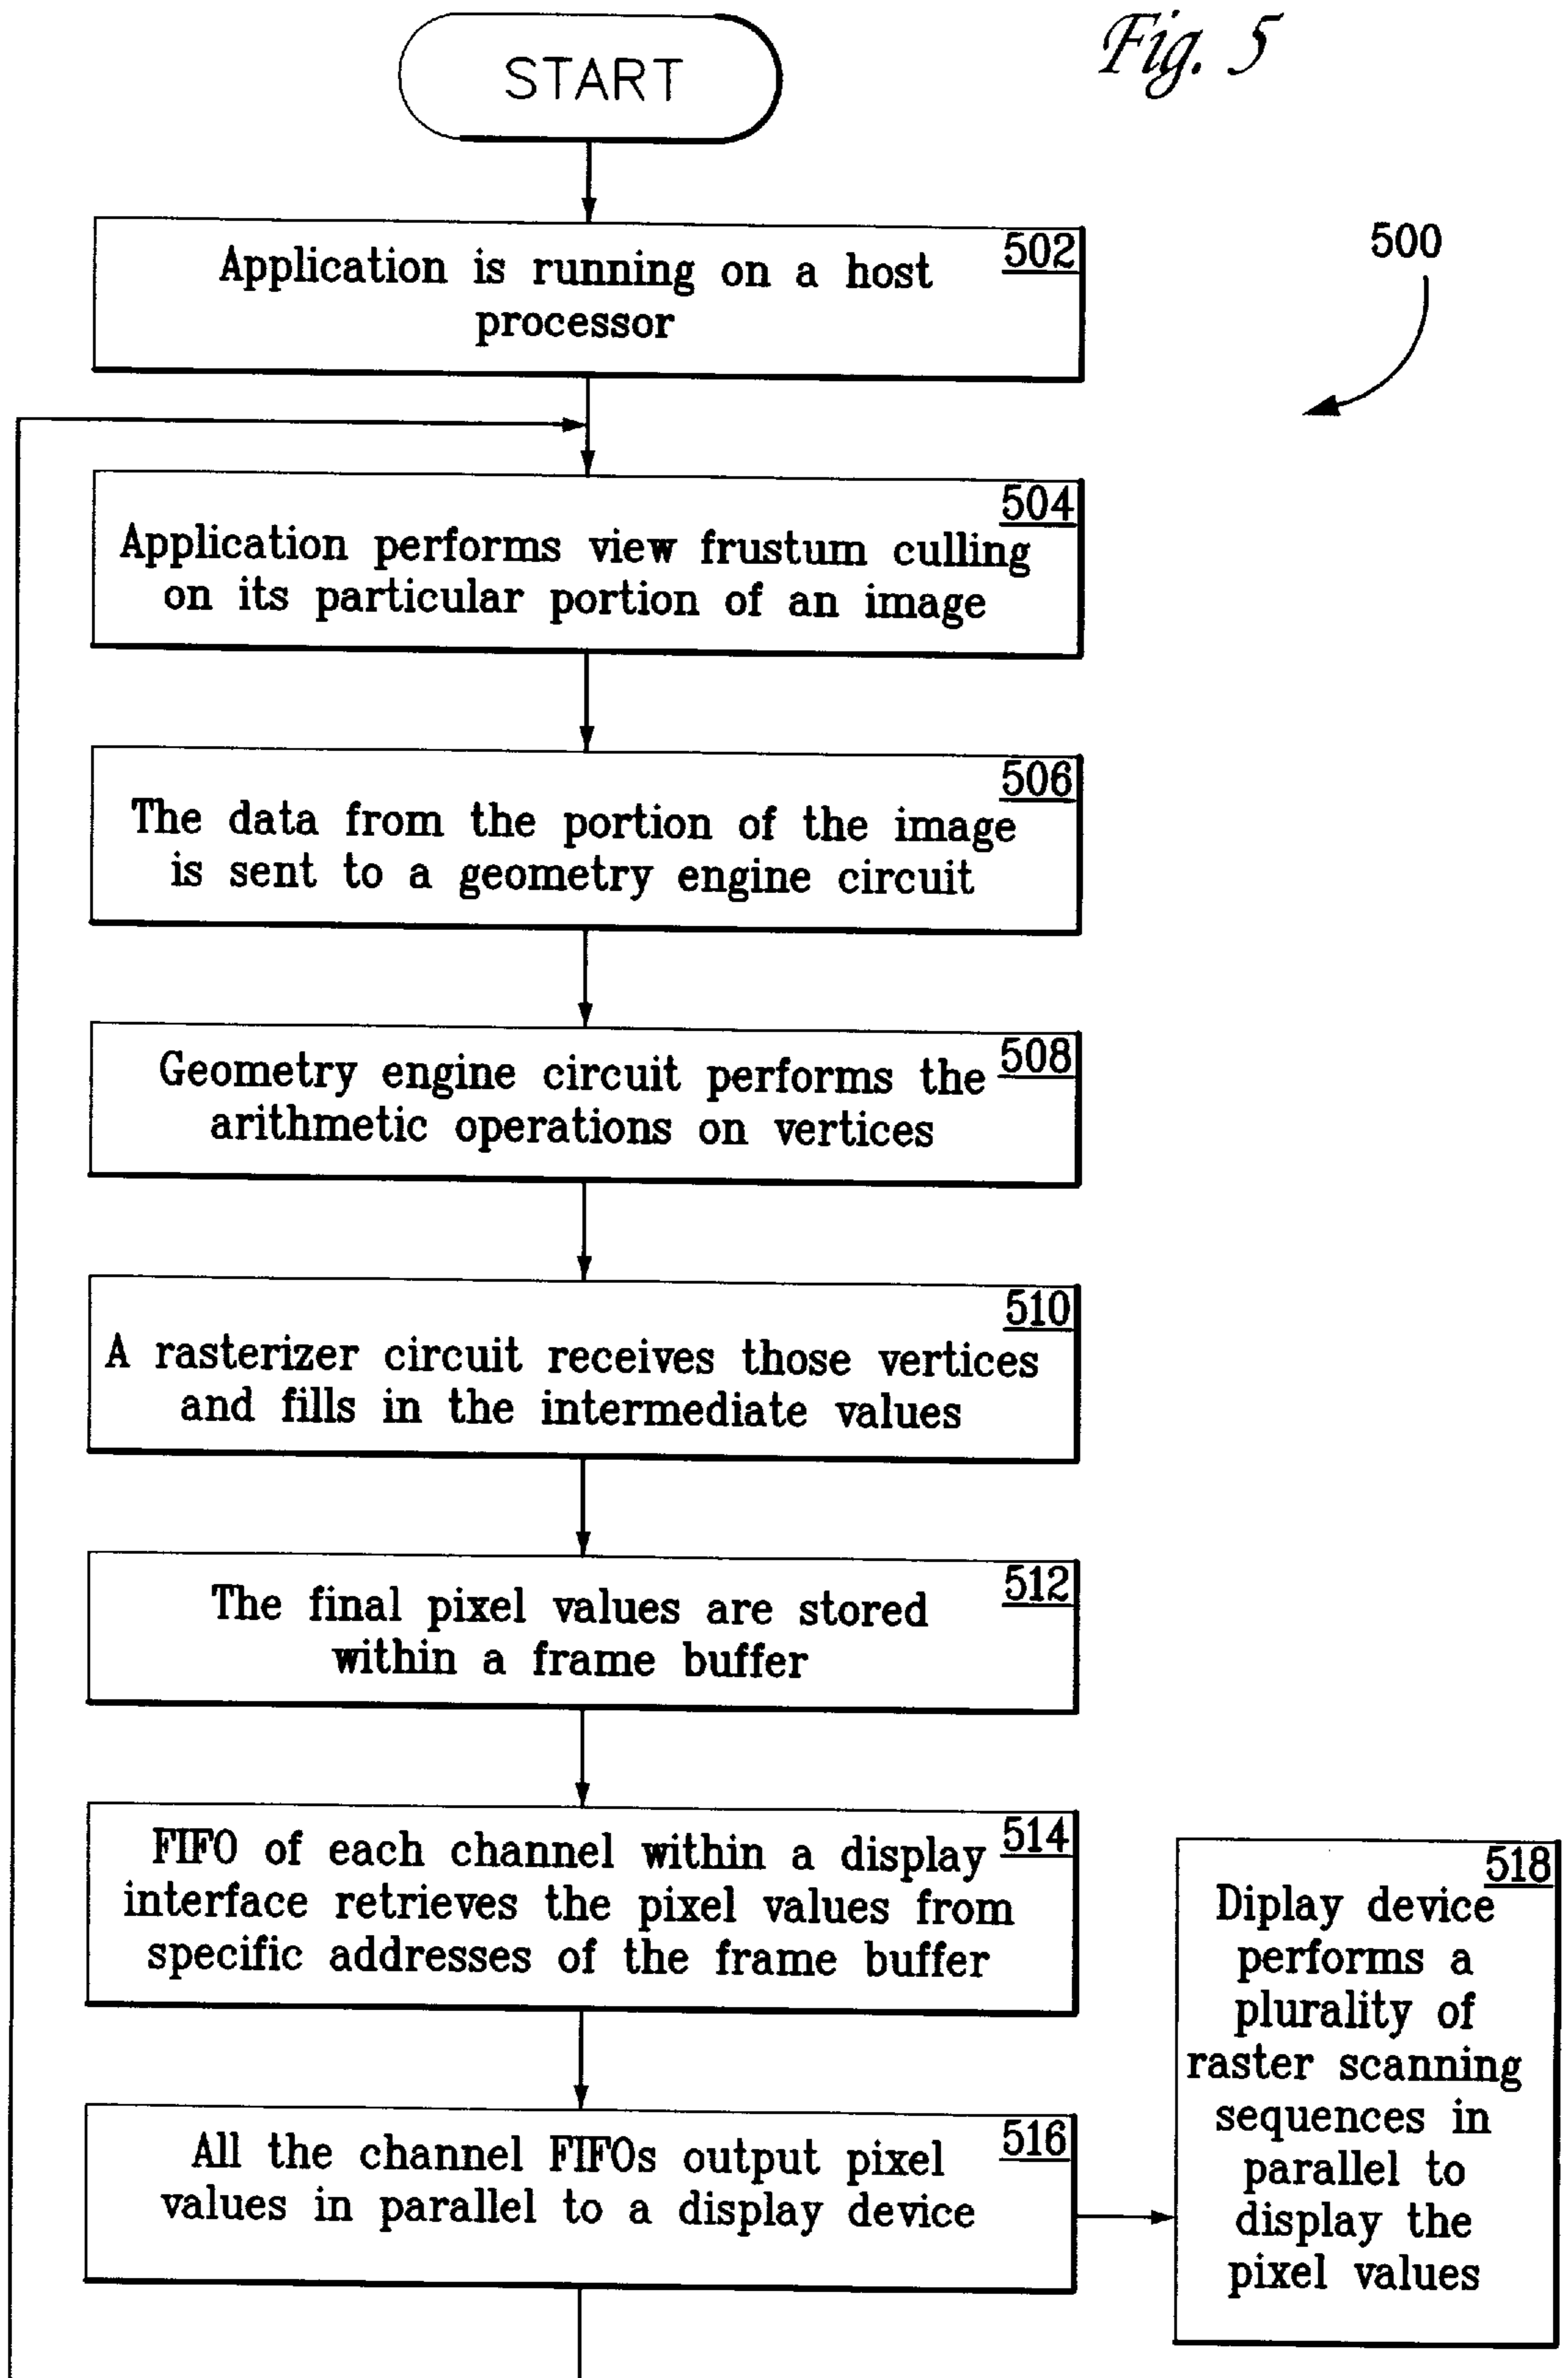 START
Fig. 5
500
502
Application is running on a host
processor
504
Application performs view frustum culling
on its particular portion of an image
506
The data from the portion of the image
is sent to a geometry engine circuit
508
Geometry engine circuit performs the
arithmetic operations on vertices
510
A rasterizer circuit receives those vertices
and fills in the intermediate values
512
The final pixel values are stored
within a frame buffer
514
FIFO of each channel within a display
interface retrieves the pixel values from
specific addresses of the frame buffer
516
All the channel FIFOs output pixel
values in parallel to a display device
518
Diplay device
performs a
plurality of
raster scanning
sequences in
parallel to
display the
pixel values